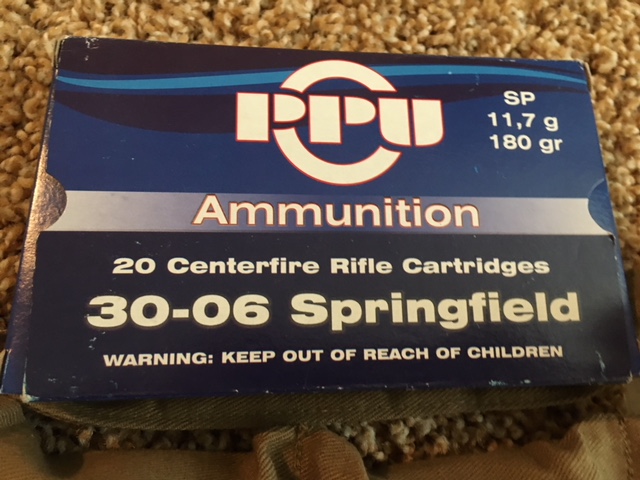 PPU
SP
11,7 g
180 gr
Ammunition
20 Centerfire Rifle Cartridges
30-06 Springfield
WARNING: KEEP OUT OF REACH OF CHILDREN